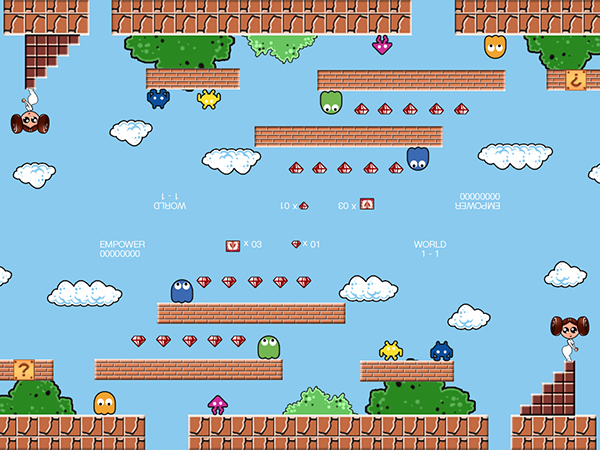 ?
WORLD
1 - 1
x 01
x 03
EMPOWER
00000000
EMPOWER
00000000
x 03
x 01
WORLD
1 - 1
?